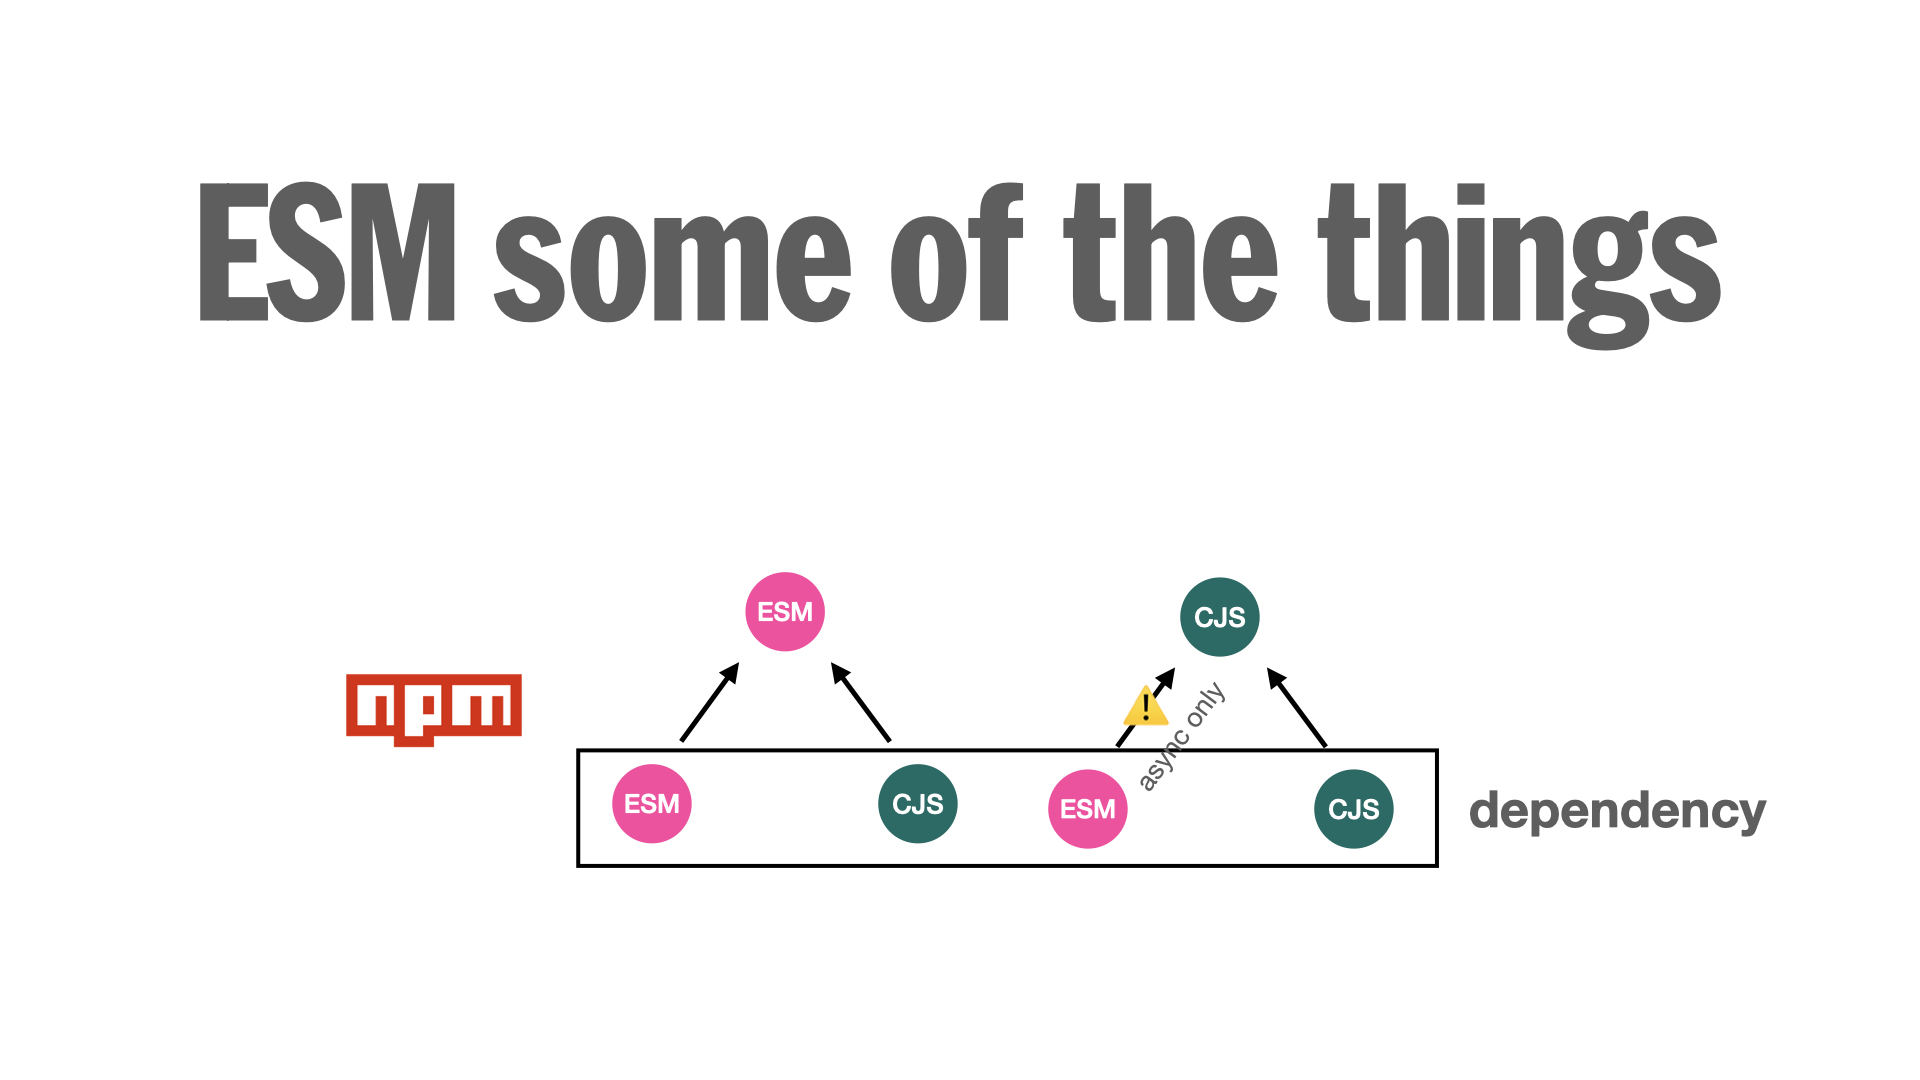 ESM some of the things
ESM
CJS
npm
async only
ESM
CJS
ESM
CJS
dependency